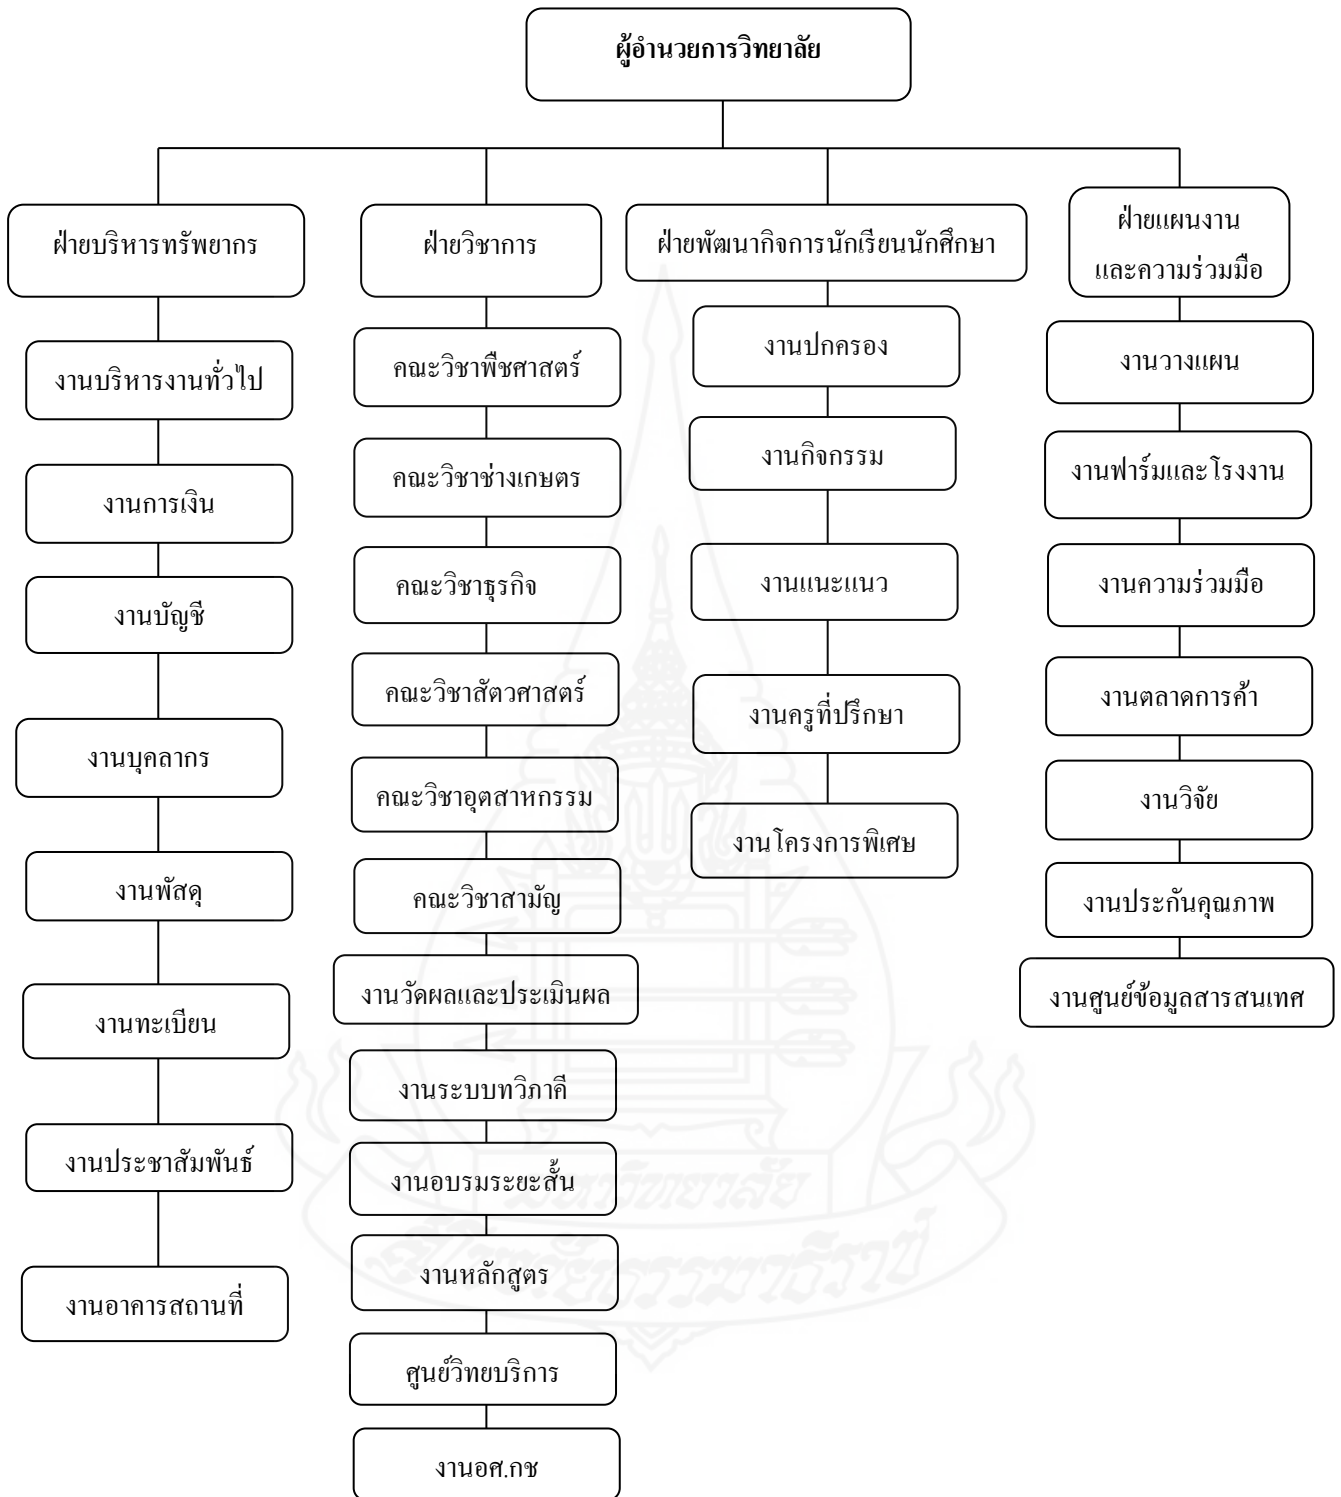 ผู้อำนวยการวิทยาลัย
ฝ่ายบริหารทรัพยากร
งานบริหารงานทั่วไป
งานการเงิน
งานบัญชี
งานบุคลากร
งานพัสดุ
งานทะเบียน
งานประชาสัมพันธ์
งานอาคารสถานที่
ฝ่ายวิชาการ
คณะวิชาพืชศาสตร์
คณะวิชาช่างเกษตร
คณะวิชาธุรกิจ
คณะวิชาสัตวศาสตร์
คณะวิชาอุตสาหกรรม
คณะวิชาสามัญ
งานวัดผลและประเมินผล
งานระบบทวิภาคี
งานอบรมระยะสั้น
งานหลักสูตร
ศูนย์วิทยบริการ
งานอศ.กช
ฝ่ายพัฒนากิจการนักเรียนนักศึกษา
งานปกครอง
งานกิจกรรม
งานแนะแนว
งานครูที่ปรึกษา
งานโครงการพิเศษ
ฝ่ายแผนงาน
และความร่วมมือ
งานวางแผน
งานฟาร์มและโรงงาน
งานความร่วมมือ
งานตลาดการค้า
งานวิจัย
งานประกันคุณภาพ
งานศูนย์ข้อมูลสารสนเทศ
มหาวิทยาลัย
สุโขทัยธรรมาธิราช